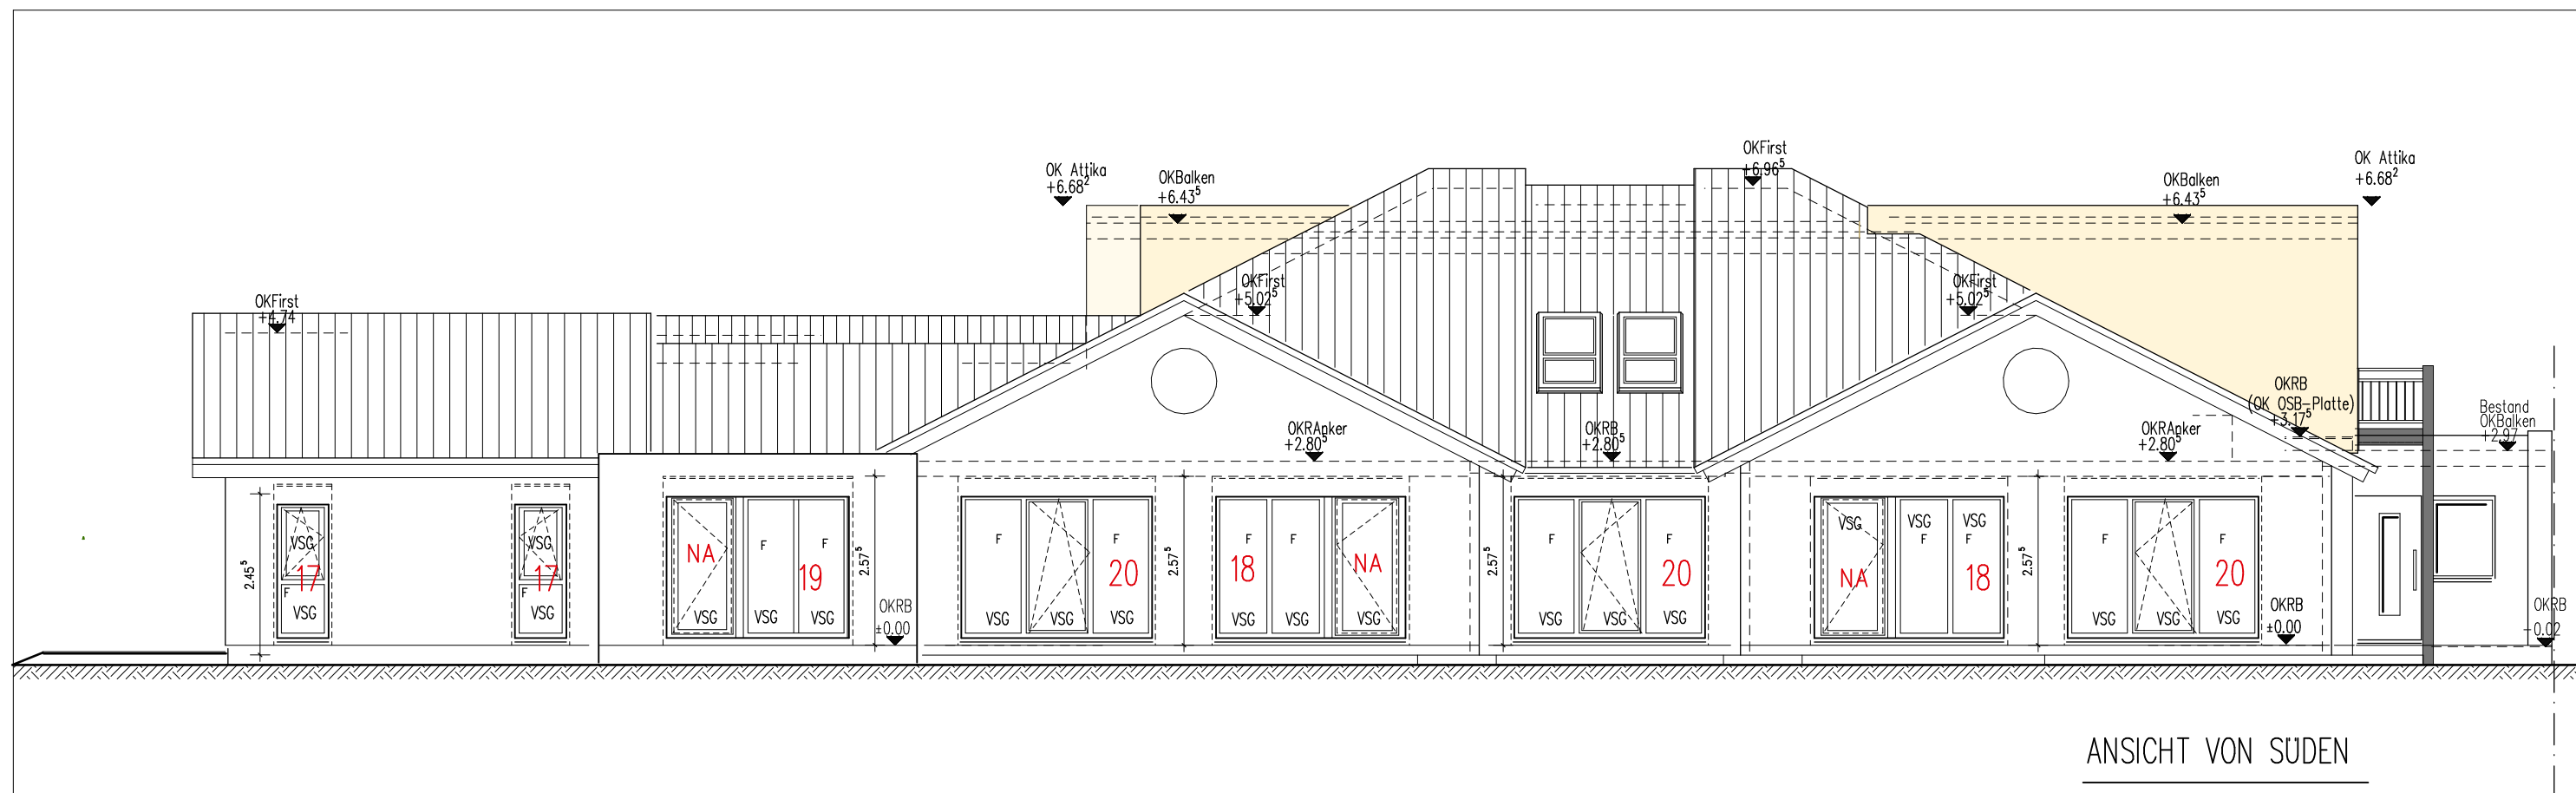 OKFirst
+6.96⁵
OK Attika
+6.68²
OKBalken
+6.43⁵
OKBalken
+6.43⁵
OK Attika
+6.68²
OKFirst
+4.74
OKFirst
+5.02⁵
OKFirst
+5.02⁵
OKRB
(OK OSB-Platte)
+3.17⁵
Bestand
OKBalken
+2.97
OKRAnker
+2.80⁵
OKRB
+2.80⁵
OKRAnker
+2.80⁵
2.45⁵
VSG
17
F
VSG
VSG
17
F
VSG
NA
VSG
F
VSG
F
19
VSG
2.57⁵
OKRB
±0.00
F
VSG
VSG
F
20
VSG
2.57⁵
F
18
VSG
F
VSG
NA
VSG
2.57⁵
F
VSG
VSG
F
20
VSG
VSG
NA
VSG
VSG
F
VSG
F
18
2.57⁵
F
VSG
VSG
F
20
VSG
OKRB
±0.00
OKRB
-0.02
ANSICHT VON SÜDEN